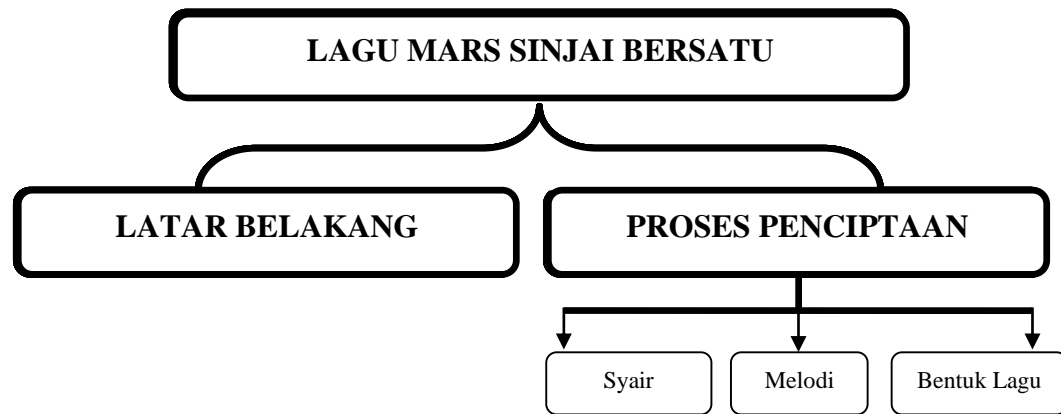 LAGU MARS SINJAI BERSATU
LATAR BELAKANG
PROSES PENCIPTAAN
Syair
Melodi
Bentuk Lagu